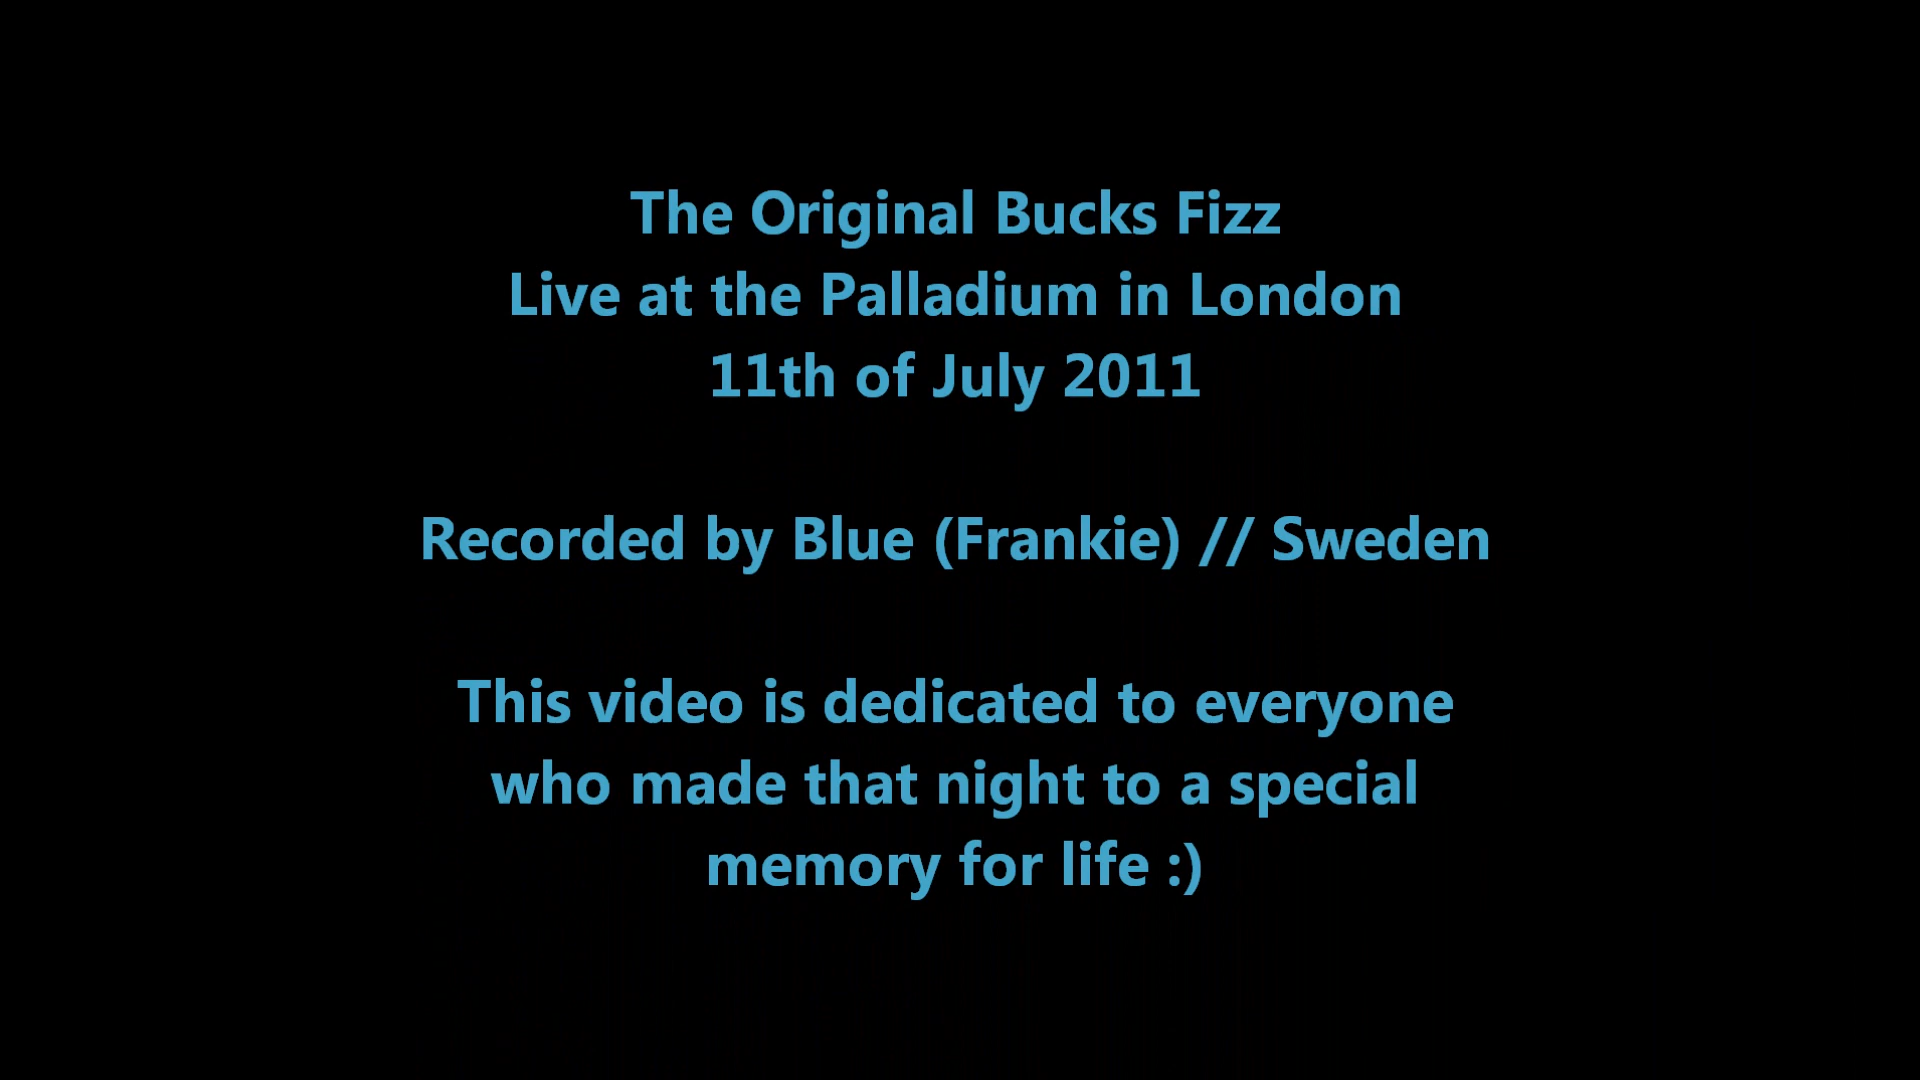 The Original Bucks Fizz
Live at the Palladium in London
11th of July 2011
Recorded by Blue (Frankie) // Sweden
This video is dedicated to everyone
who made that night to a special
memory for life :)